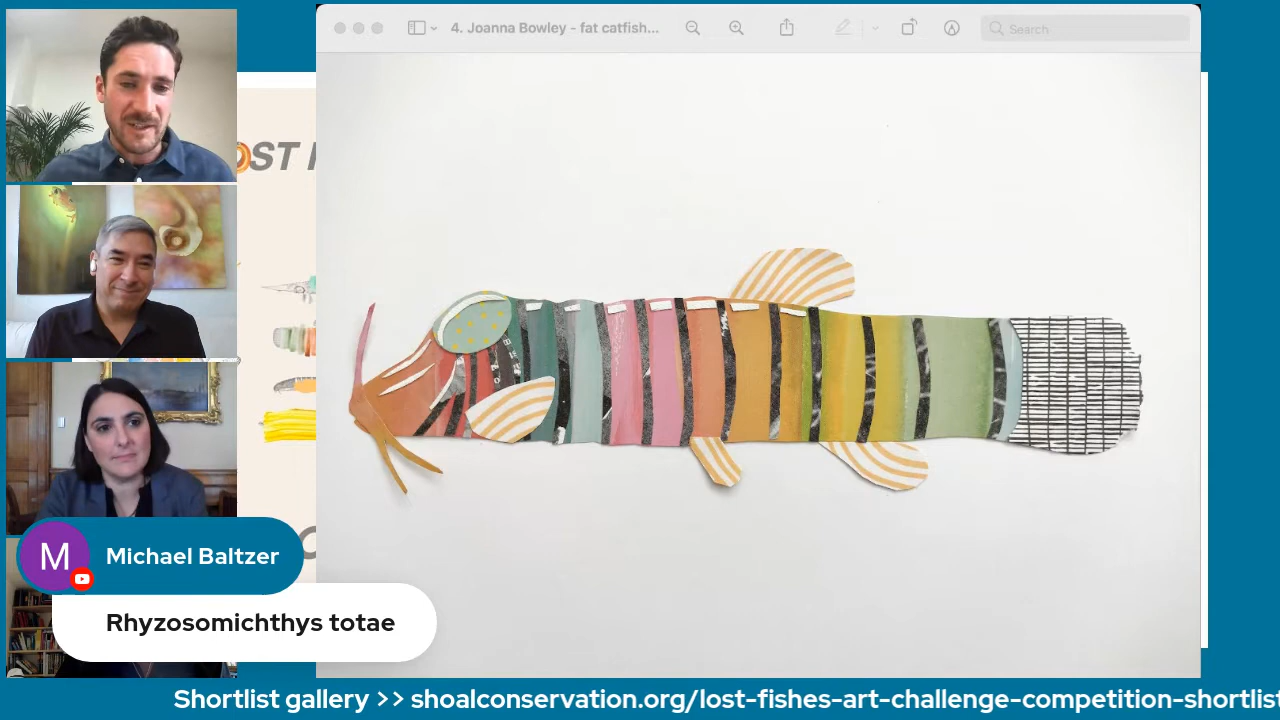 4. Joanna Bowley - fat catfish...
Search
OST
M
Michael Baltzer
Rhyzosomichthys totae
Shortlist gallery >> shoalconservation.org/lost-fishes-art-challenge-competition-shortlist